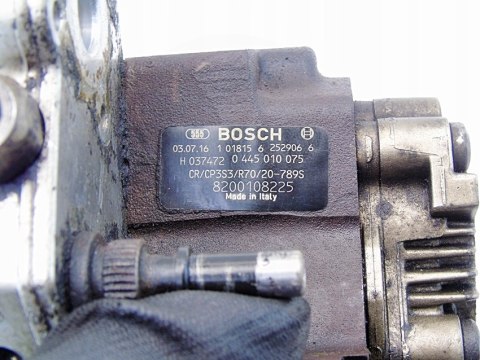 BOSCH
03.07.16 1 01815 6 252906 6
H 037472 0 445 010 075
CR/CP3S3/R70/20-789S
8200108225
Made in Italy